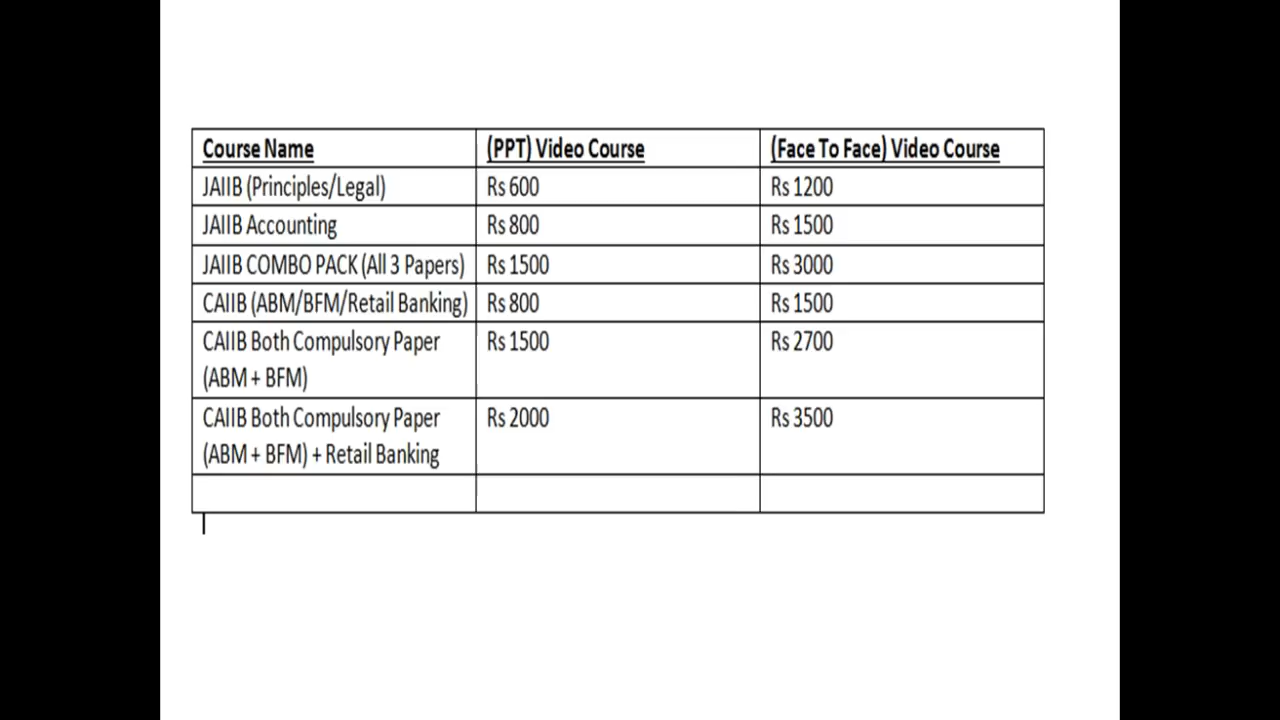 Course Name (PPT) Video Course (Face To Face) Video Course
JAIIB (Principles/Legal) Rs 600 Rs 1200
JAIIB Accounting Rs 800 Rs 1500
JAIIB COMBO PACK (All 3 Papers) Rs 1500 Rs 3000
CAIIB (ABM/BFM/Retail Banking) Rs 800 Rs 1500
CAIIB Both Compulsory Paper Rs 1500 Rs 2700
(ABM + BFM)
CAIIB Both Compulsory Paper Rs 2000 Rs 3500
(ABM + BFM) + Retail Banking